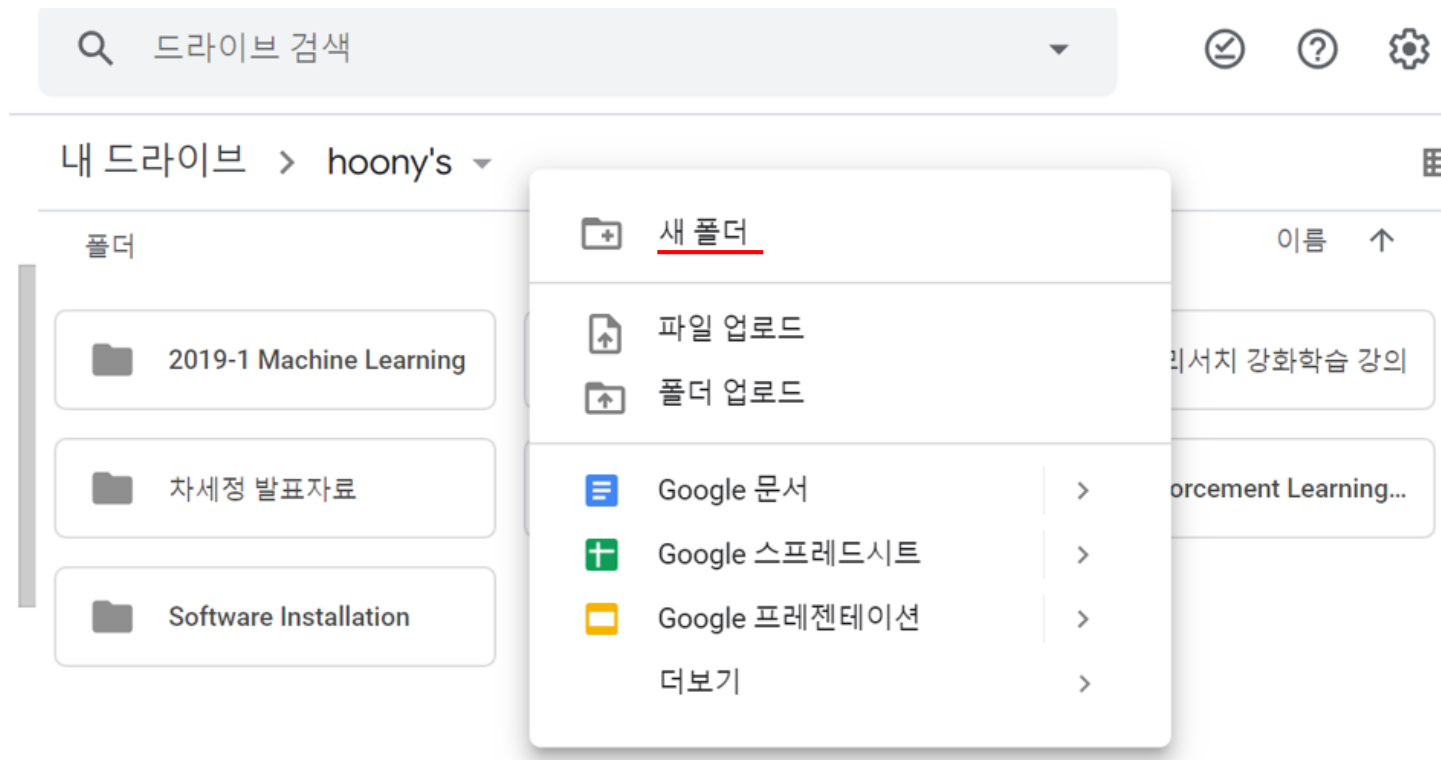 드라이브 검색
내 드라이브 > hoony's
폴더
이름
새 폴더
파일 업로드
폴더 업로드
Google 문서
Google 스프레드시트
Google 프레젠테이션
더보기
2019-1 Machine Learning
리서치 강화학습 강의
차세정 발표자료
orcement Learning...
Software Installation